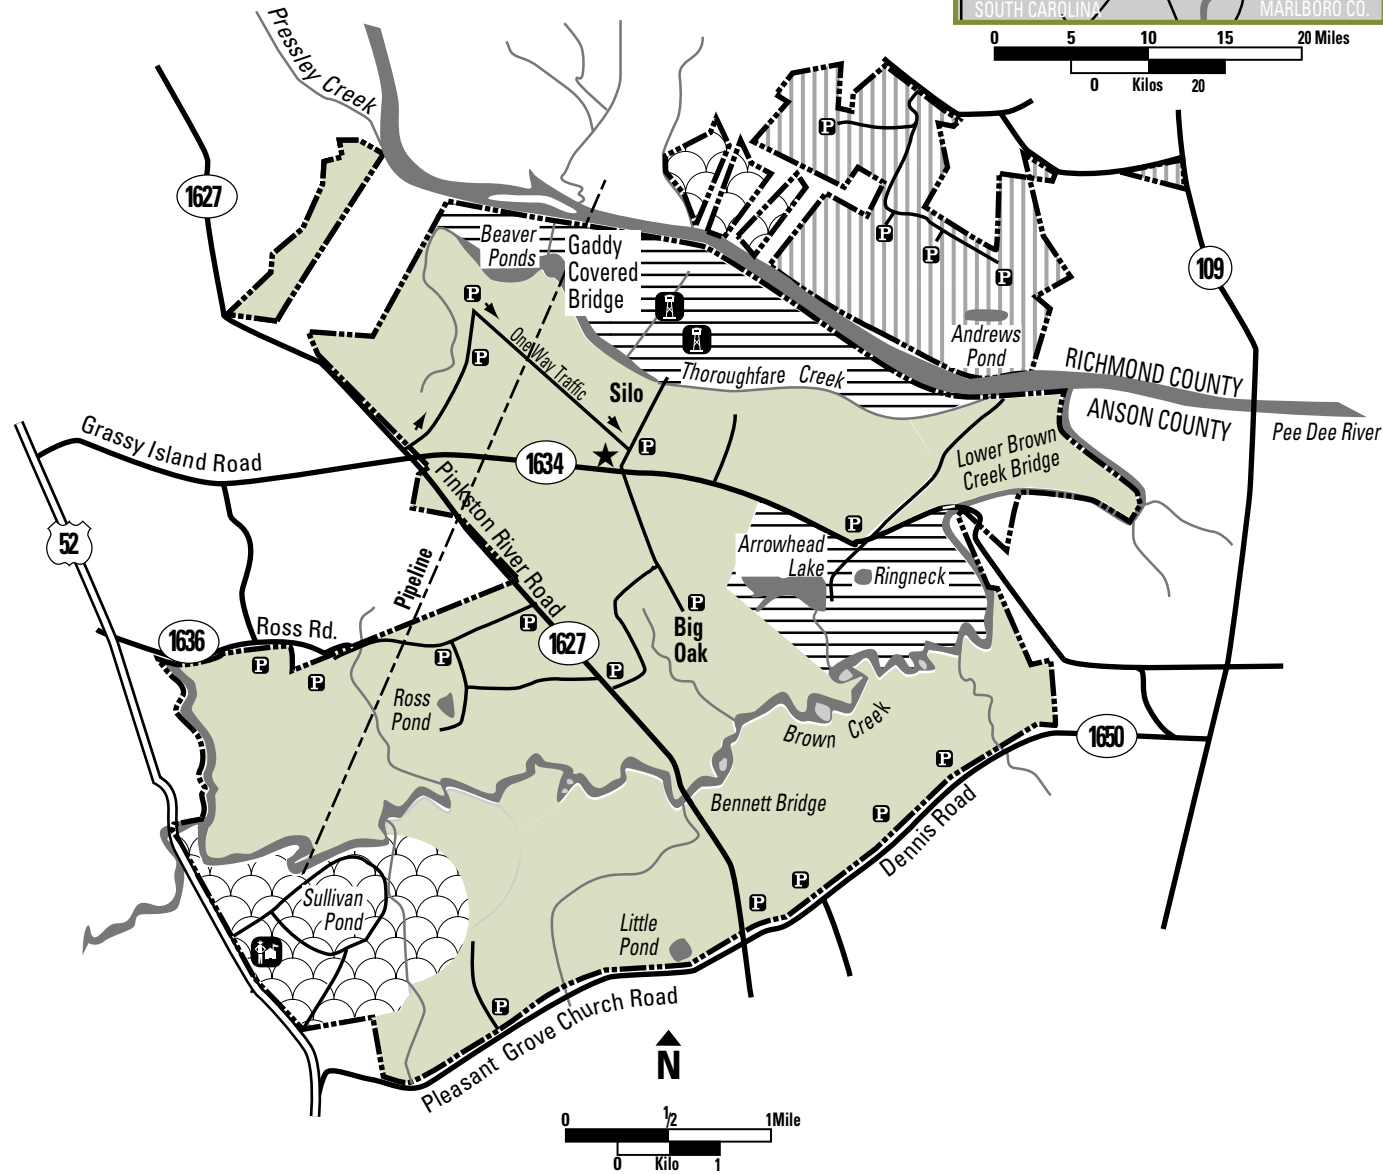 SOUTH CAROLINA
MARLBORO CO.
0 5 10 15 20 Miles
0 Kilos 20
Pressley Creek
1627
109
P
Beaver
Ponds
Gaddy
Covered
Bridge
P
P
P
P
Andrews
Pond
P
P
One Way Traffic
Silo
Thoroughfare Creek
RICHMOND COUNTY
ANSON COUNTY
Pee Dee River
Grassy Island Road
1634
P
Lower Brown
Creek Bridge
52
Pinkston River Road
Pipeline
P
Arrowhead
Lake
Ringneck
1636
Ross Rd.
P
P
P
P
1627
P
P
Big
Oak
Ross
Pond
Brown Creek
1650
P
P
Bennett Bridge
Dennis Road
P
P
Sullivan
Pond
Little
Pond
P
Pleasant Grove Church Road
N
0 1/2 1 Mile
0 Kilo 1